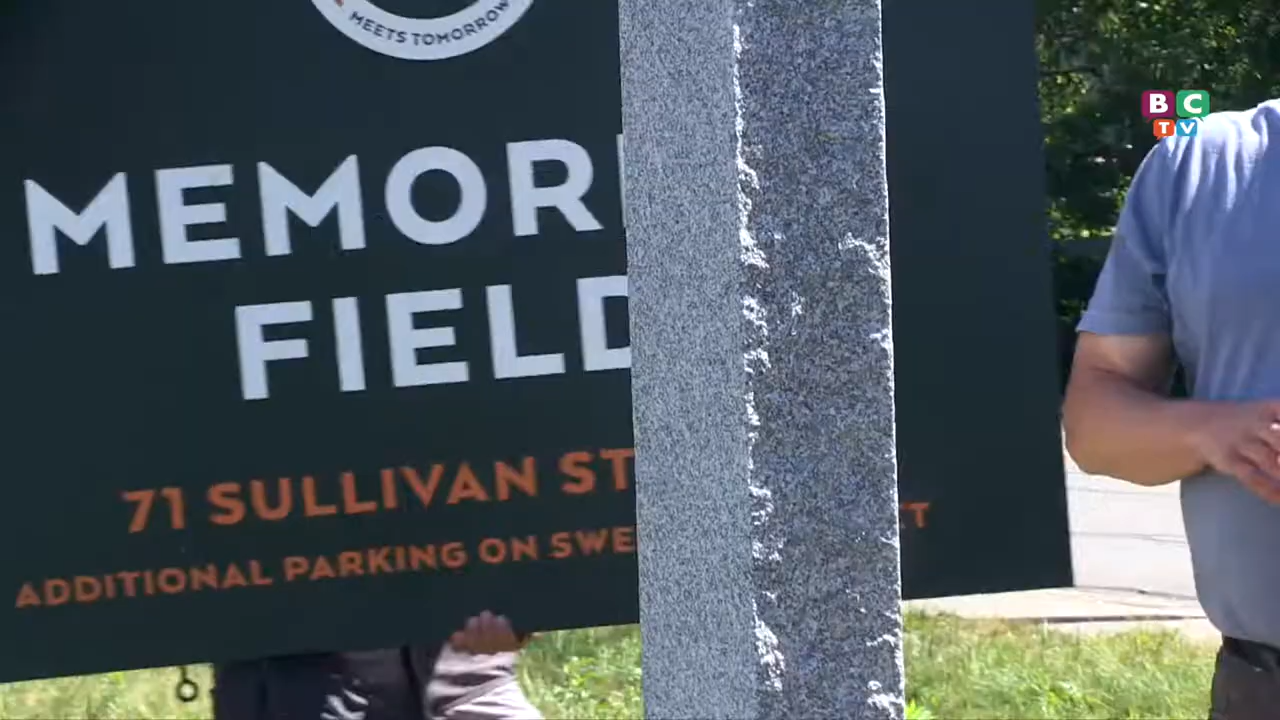 MEETS TOMORROW
BC
TV
MEMOR
FIELD
71 SULLIVAN ST
ADDITIONAL PARKING ON SWE